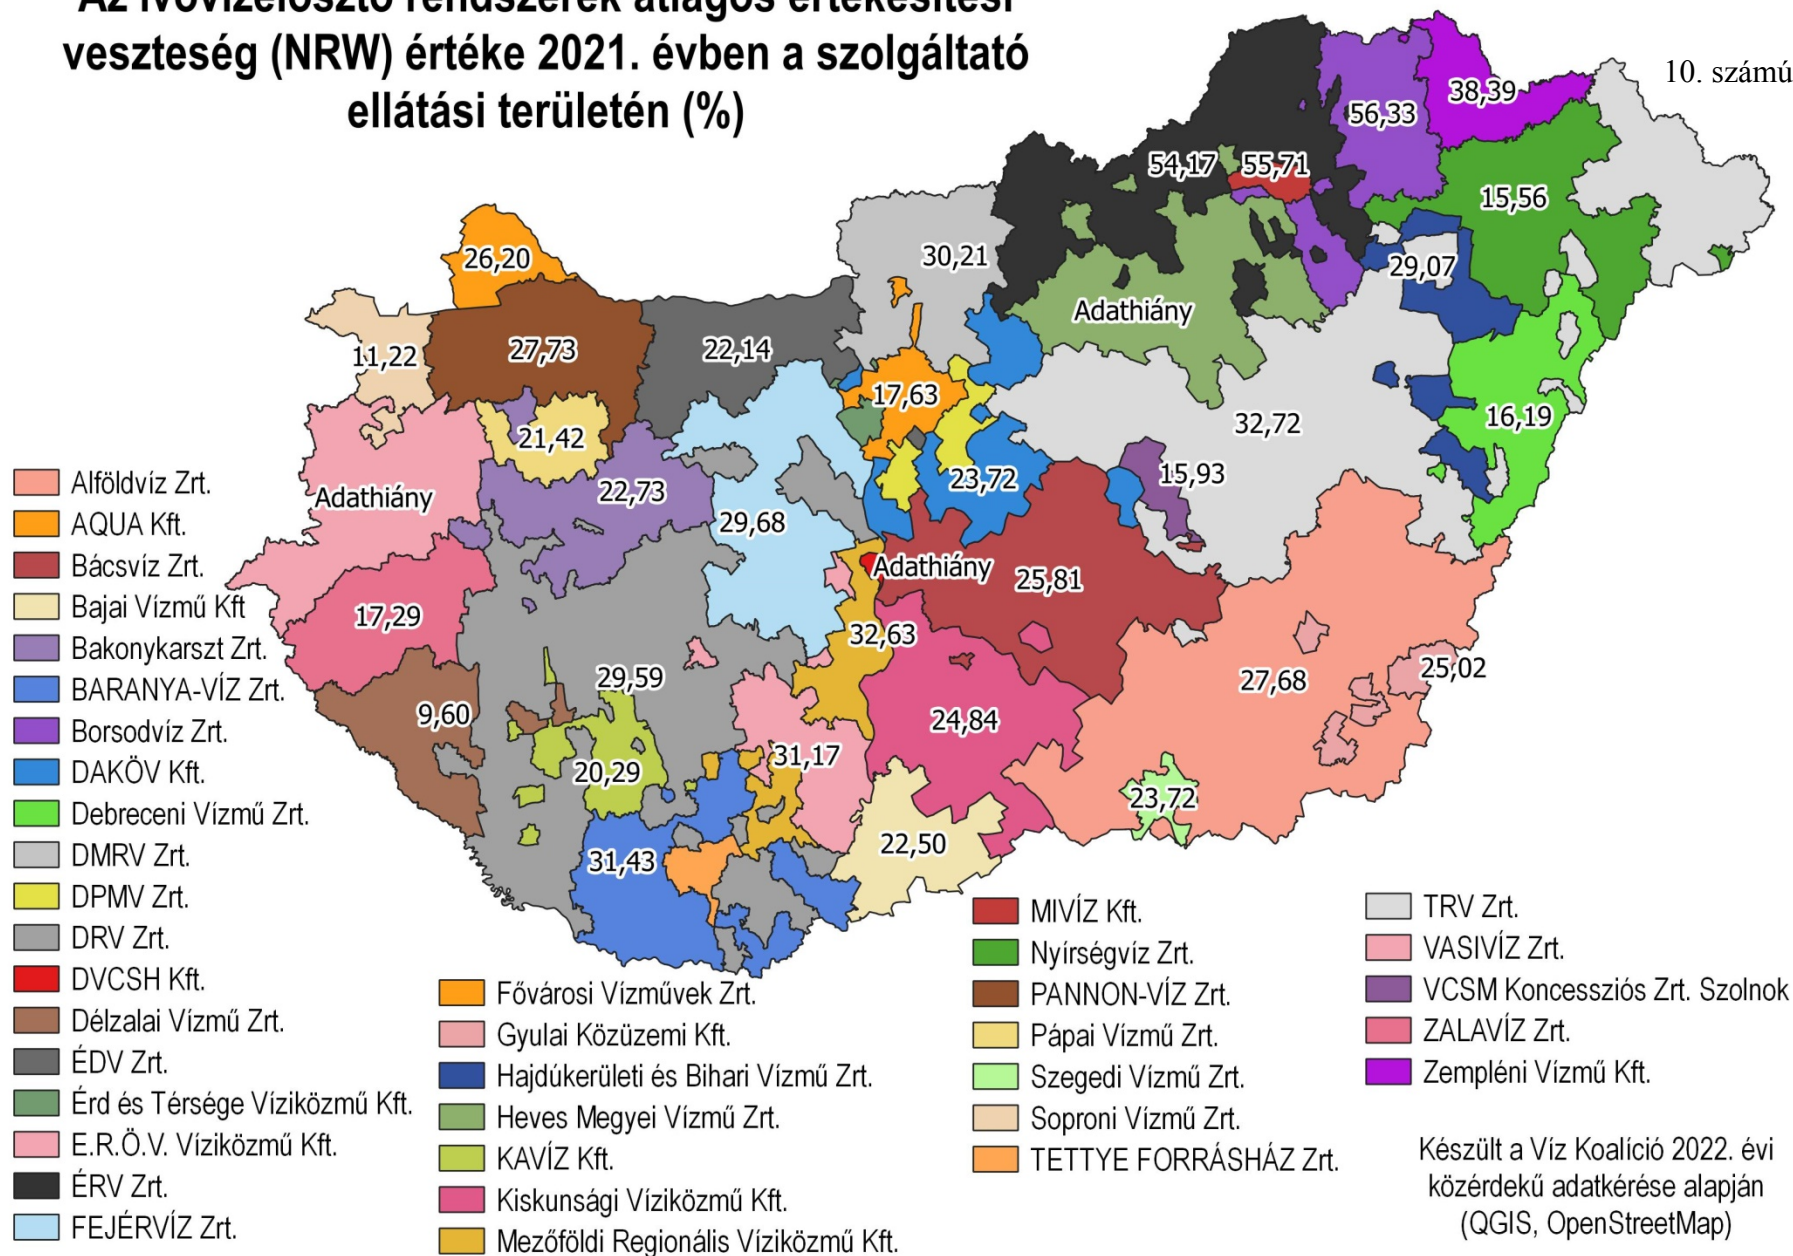 Az ivóvízelosztó rendszerek átlagos értékesítési
veszteség (NRW) értéke 2021. évben a szolgáltató
ellátási területén (%)
10. számú
38,39
56,33
54,17
55,71
15,56
26,20
30,21
29,07
Adathiány
11,22
27,73
22,14
17,63
16,19
32,72
21,42
Adathiány
22,73
23,72
15,93
29,68
Adathiány
25,81
17,29
32,63
29,59
27,68
25,02
9,60
24,84
31,17
20,29
23,72
22,50
31,43
Alföldvíz Zrt.
AQUA Kft.
Bácsvíz Zrt.
Bajai Vízmű Kft
Bakonykarszt Zrt.
BARANYA-VÍZ Zrt.
Borsodvíz Zrt.
DAKÖV Kft.
Debreceni Vízmű Zrt.
DMRV Zrt.
DPMV Zrt.
DRV Zrt.
DVCSH Kft.
Délzalai Vízmű Zrt.
ÉDV Zrt.
Érd és Térsége Víziközmű Kft.
E.R.Ö.V. Víziközmű Kft.
ÉRV Zrt.
FEJÉRVÍZ Zrt.
Fővárosi Vízművek Zrt.
Gyulai Közüzemi Kft.
Hajdúkerületi és Bihari Vízmű Zrt.
Heves Megyei Vízmű Zrt.
KAVÍZ Kft.
Kiskunsági Víziközmű Kft.
Mezőföldi Regionális Víziközmű Kft.
MIVÍZ Kft.
Nyírségvíz Zrt.
PANNON-VÍZ Zrt.
Pápai Vízmű Zrt.
Szegedi Vízmű Zrt.
Soproni Vízmű Zrt.
TETTYE FORRÁSHÁZ Zrt.
TRV Zrt.
VASIVÍZ Zrt.
VCSM Koncessziós Zrt. Szolnok
ZALAVÍZ Zrt.
Zempléni Vízmű Kft.
Készült a Víz Koalíció 2022. évi
közérdekű adatkérése alapján
(QGIS, OpenStreetMap)